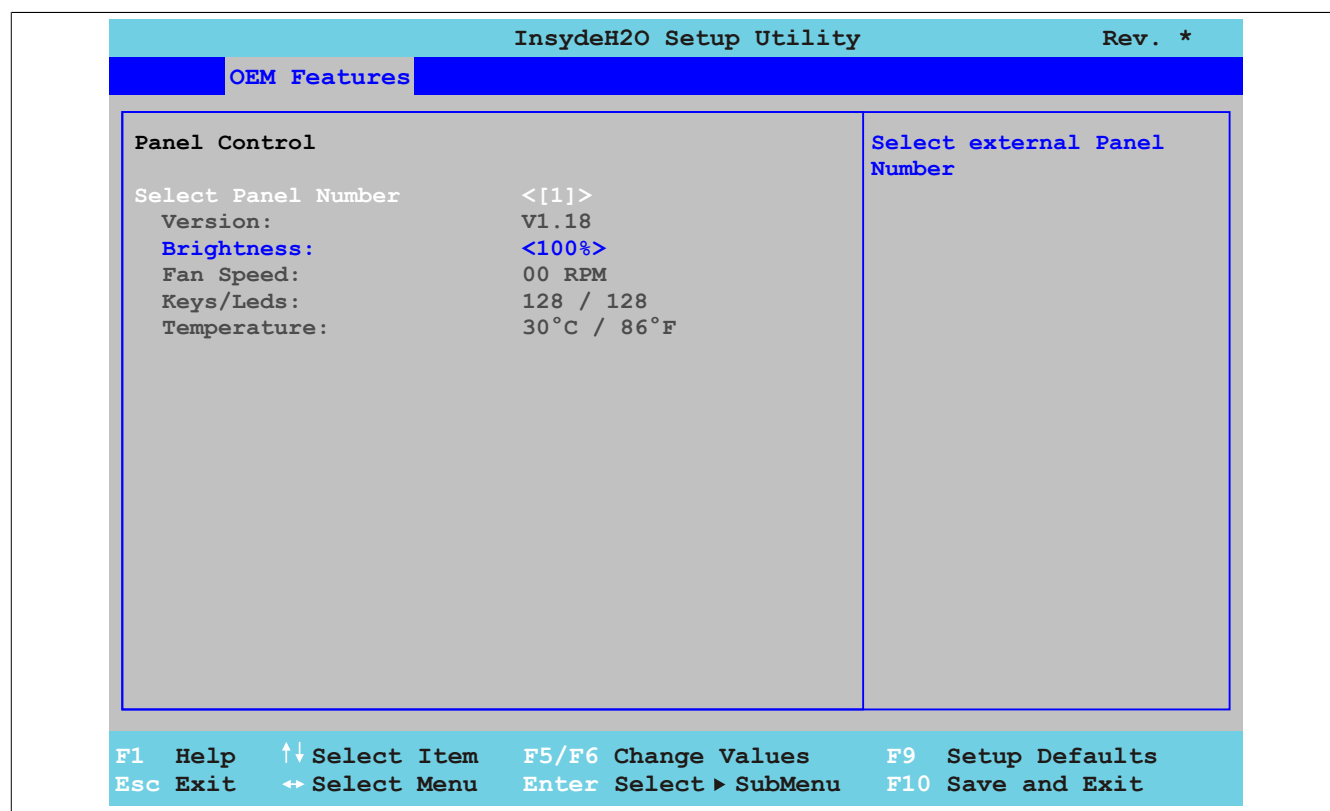 InsydeH2O Setup Utility Rev. *
OEM Features
Panel Control
Select Panel Number <[1]>
Version: V1.18
Brightness: <100%>
Fan Speed: 00 RPM
Keys/Leds: 128 / 128
Temperature: 30°C / 86°F
Select external Panel
Number
F1 Help ↑↓ Select Item F5/F6 Change Values F9 Setup Defaults
Esc Exit ↔ Select Menu Enter Select ▶ SubMenu F10 Save and Exit